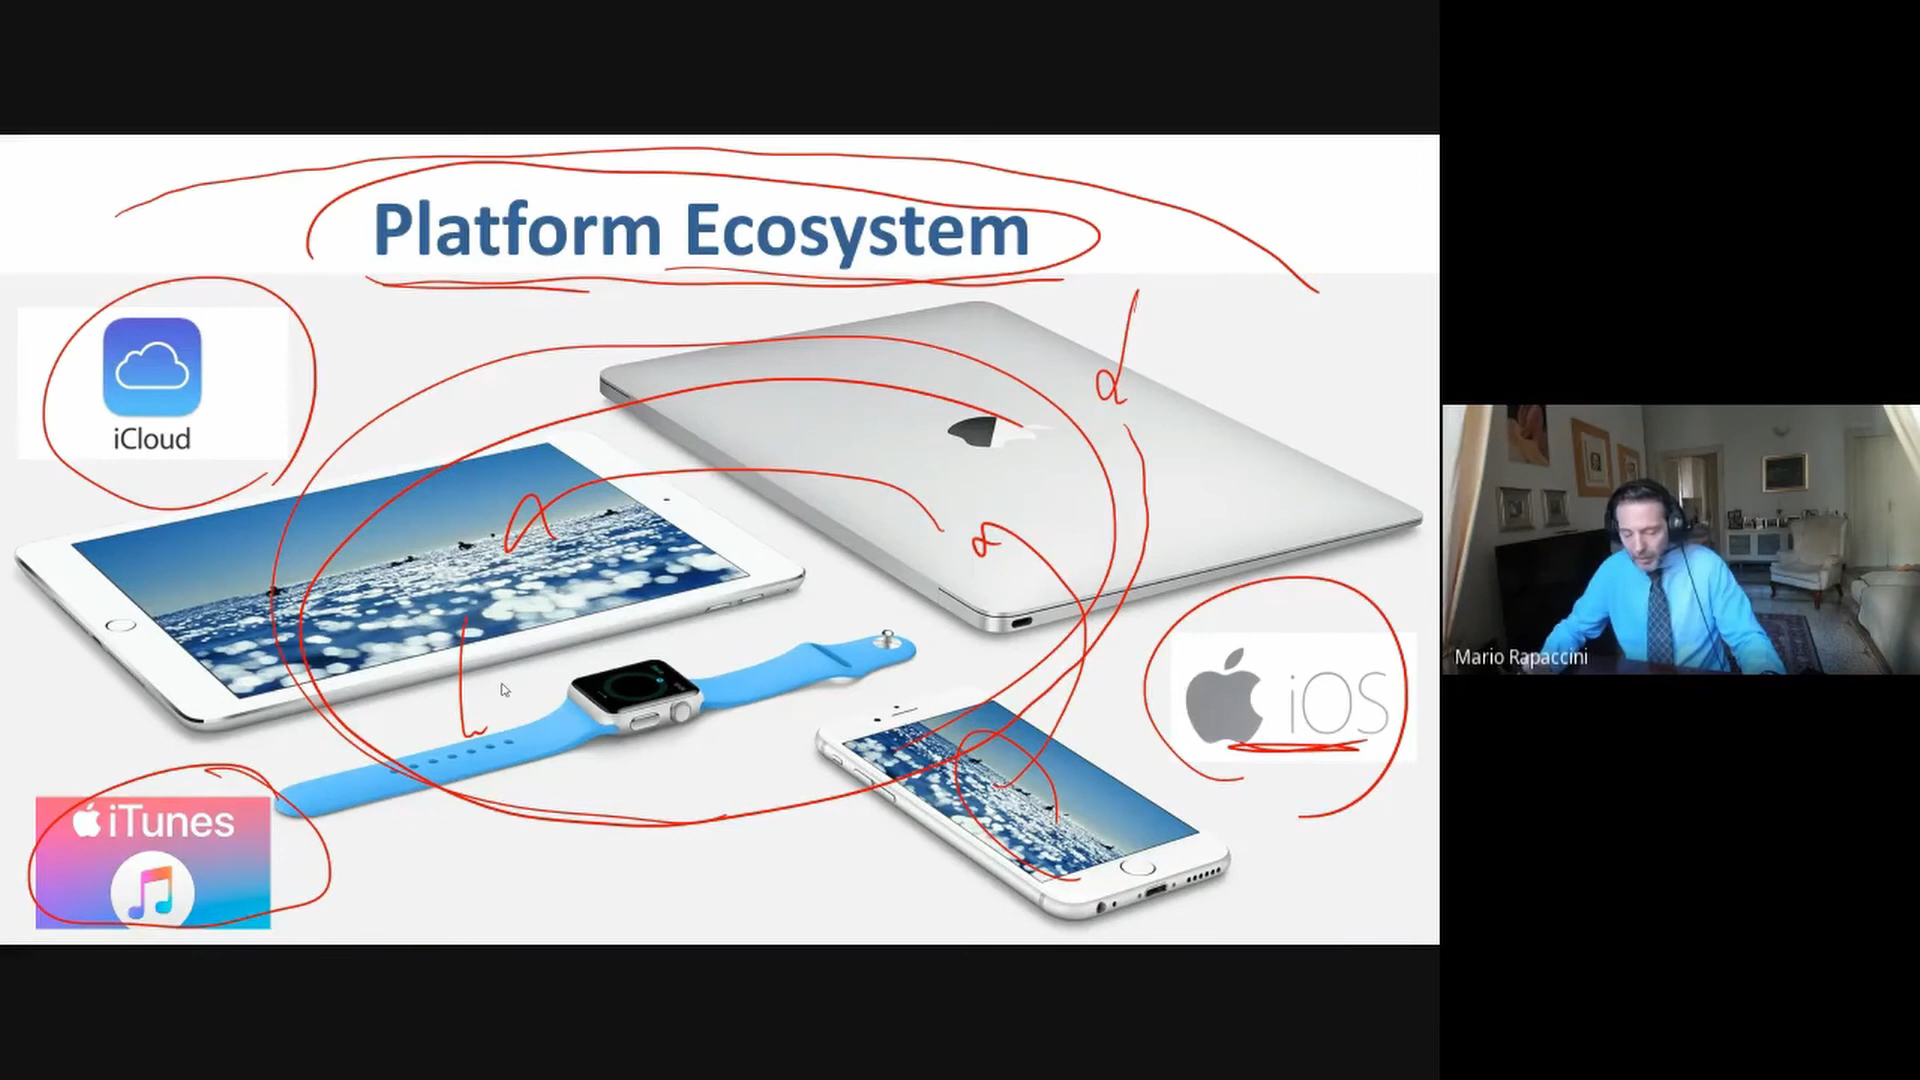 Platform Ecosystem
iCloud
iOS
Mario Rapaccini
iTunes